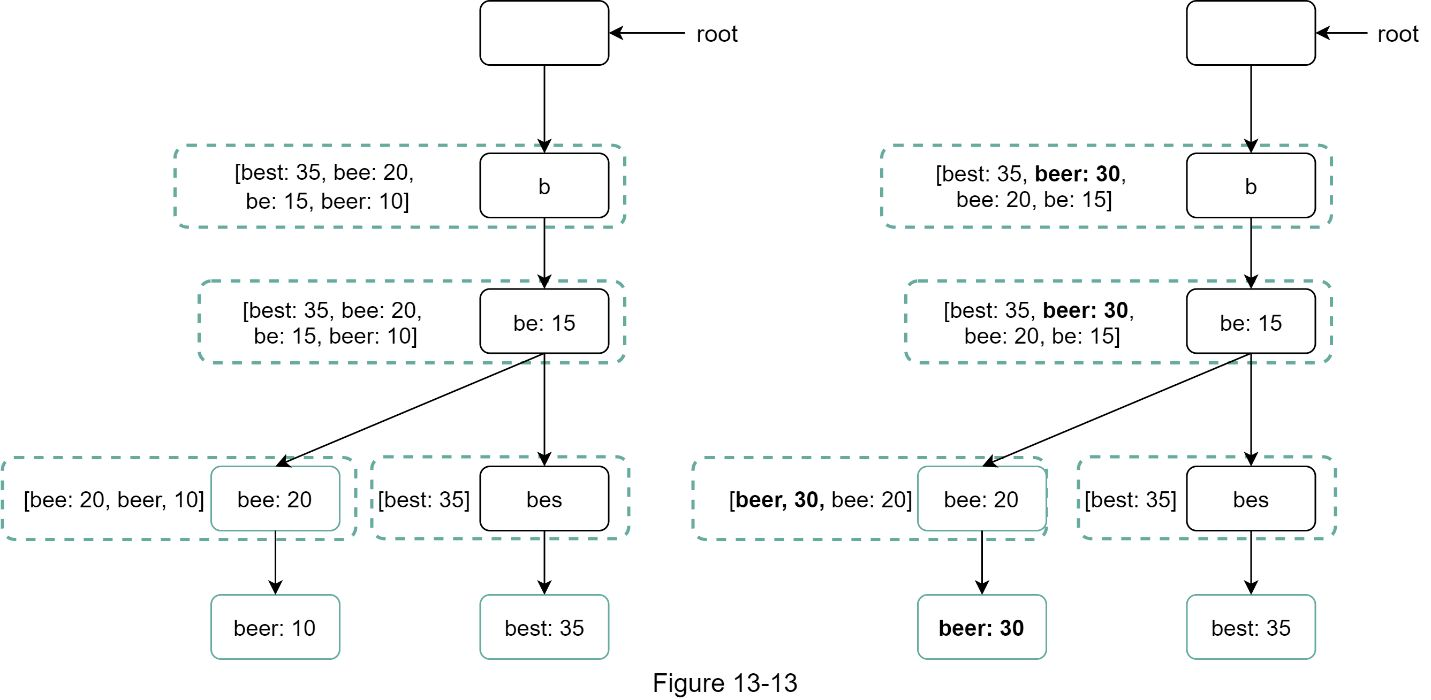 root
[best: 35, bee: 20,
be: 15, beer: 10]
b
[best: 35, bee: 20,
be: 15, beer: 10]
be: 15
[bee: 20, beer, 10]
bee: 20
[best: 35]
bes
beer: 10
best: 35
root
[best: 35, beer: 30,
bee: 20, be: 15]
b
[best: 35, beer: 30,
bee: 20, be: 15]
be: 15
[beer, 30, bee: 20]
bee: 20
[best: 35]
bes
beer: 30
best: 35
Figure 13-13